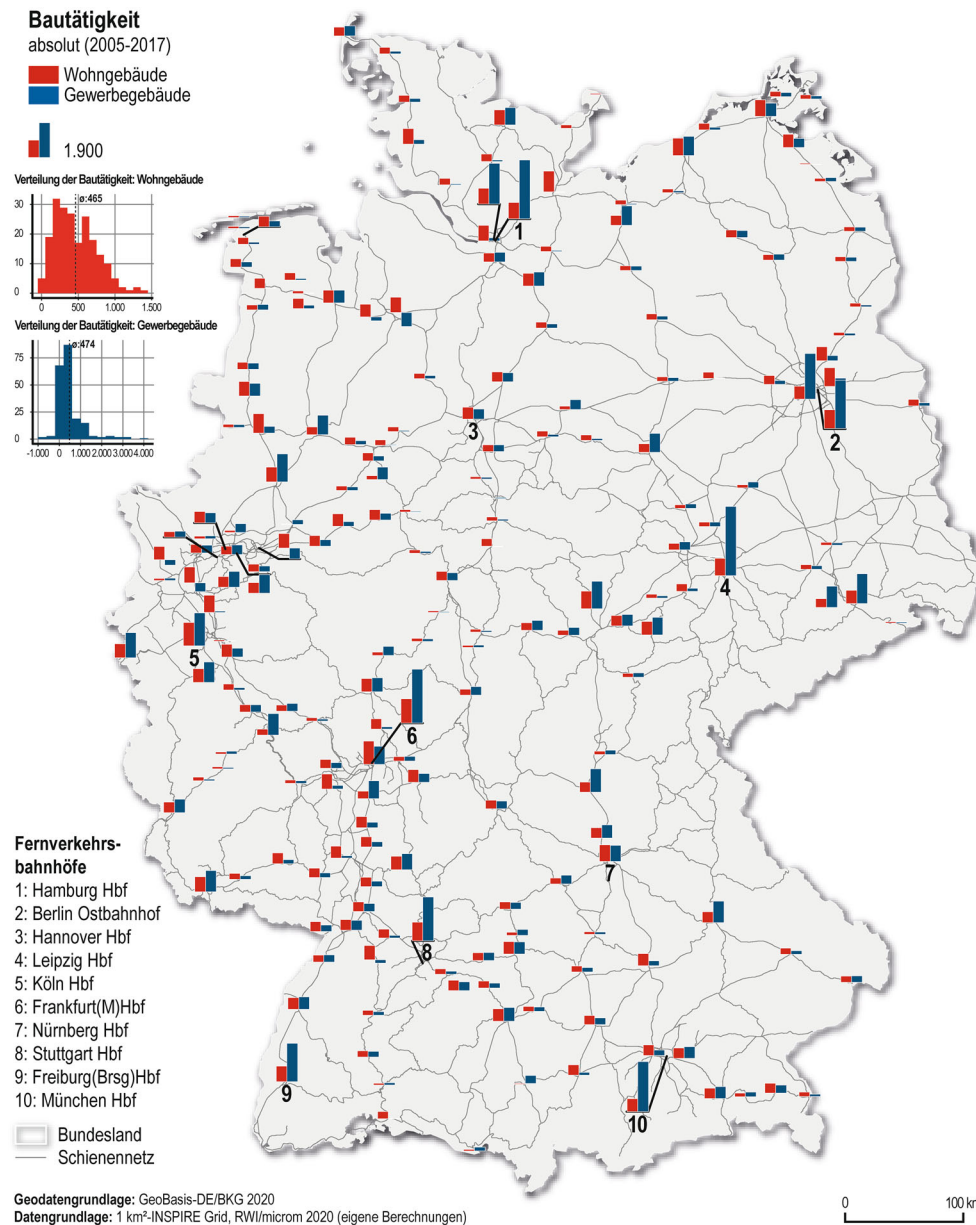 Bautätigkeit
absolut (2005-2017)
Wohngebäude
Gewerbegebäude
1.900
Verteilung der Bautätigkeit: Wohngebäude
ø:465
30
20
10
0
0 500 1.000 1.500
Verteilung der Bautätigkeit: Gewerbegebäude
ø:474
75
50
25
0
-1.000 0 1.000 2.000 3.000 4.000
1
2
3
4
5
6
7
8
9
10
Fernverkehrs-
bahnhöfe
1: Hamburg Hbf
2: Berlin Ostbahnhof
3: Hannover Hbf
4: Leipzig Hbf
5: Köln Hbf
6: Frankfurt(M)Hbf
7: Nürnberg Hbf
8: Stuttgart Hbf
9: Freiburg(Brsg)Hbf
10: München Hbf
Bundesland
Schienennetz
Geodatengrundlage: GeoBasis-DE/BKG 2020
Datengrundlage: 1 km²-INSPIRE Grid, RWI/microm 2020 (eigene Berechnungen)
0 100 km